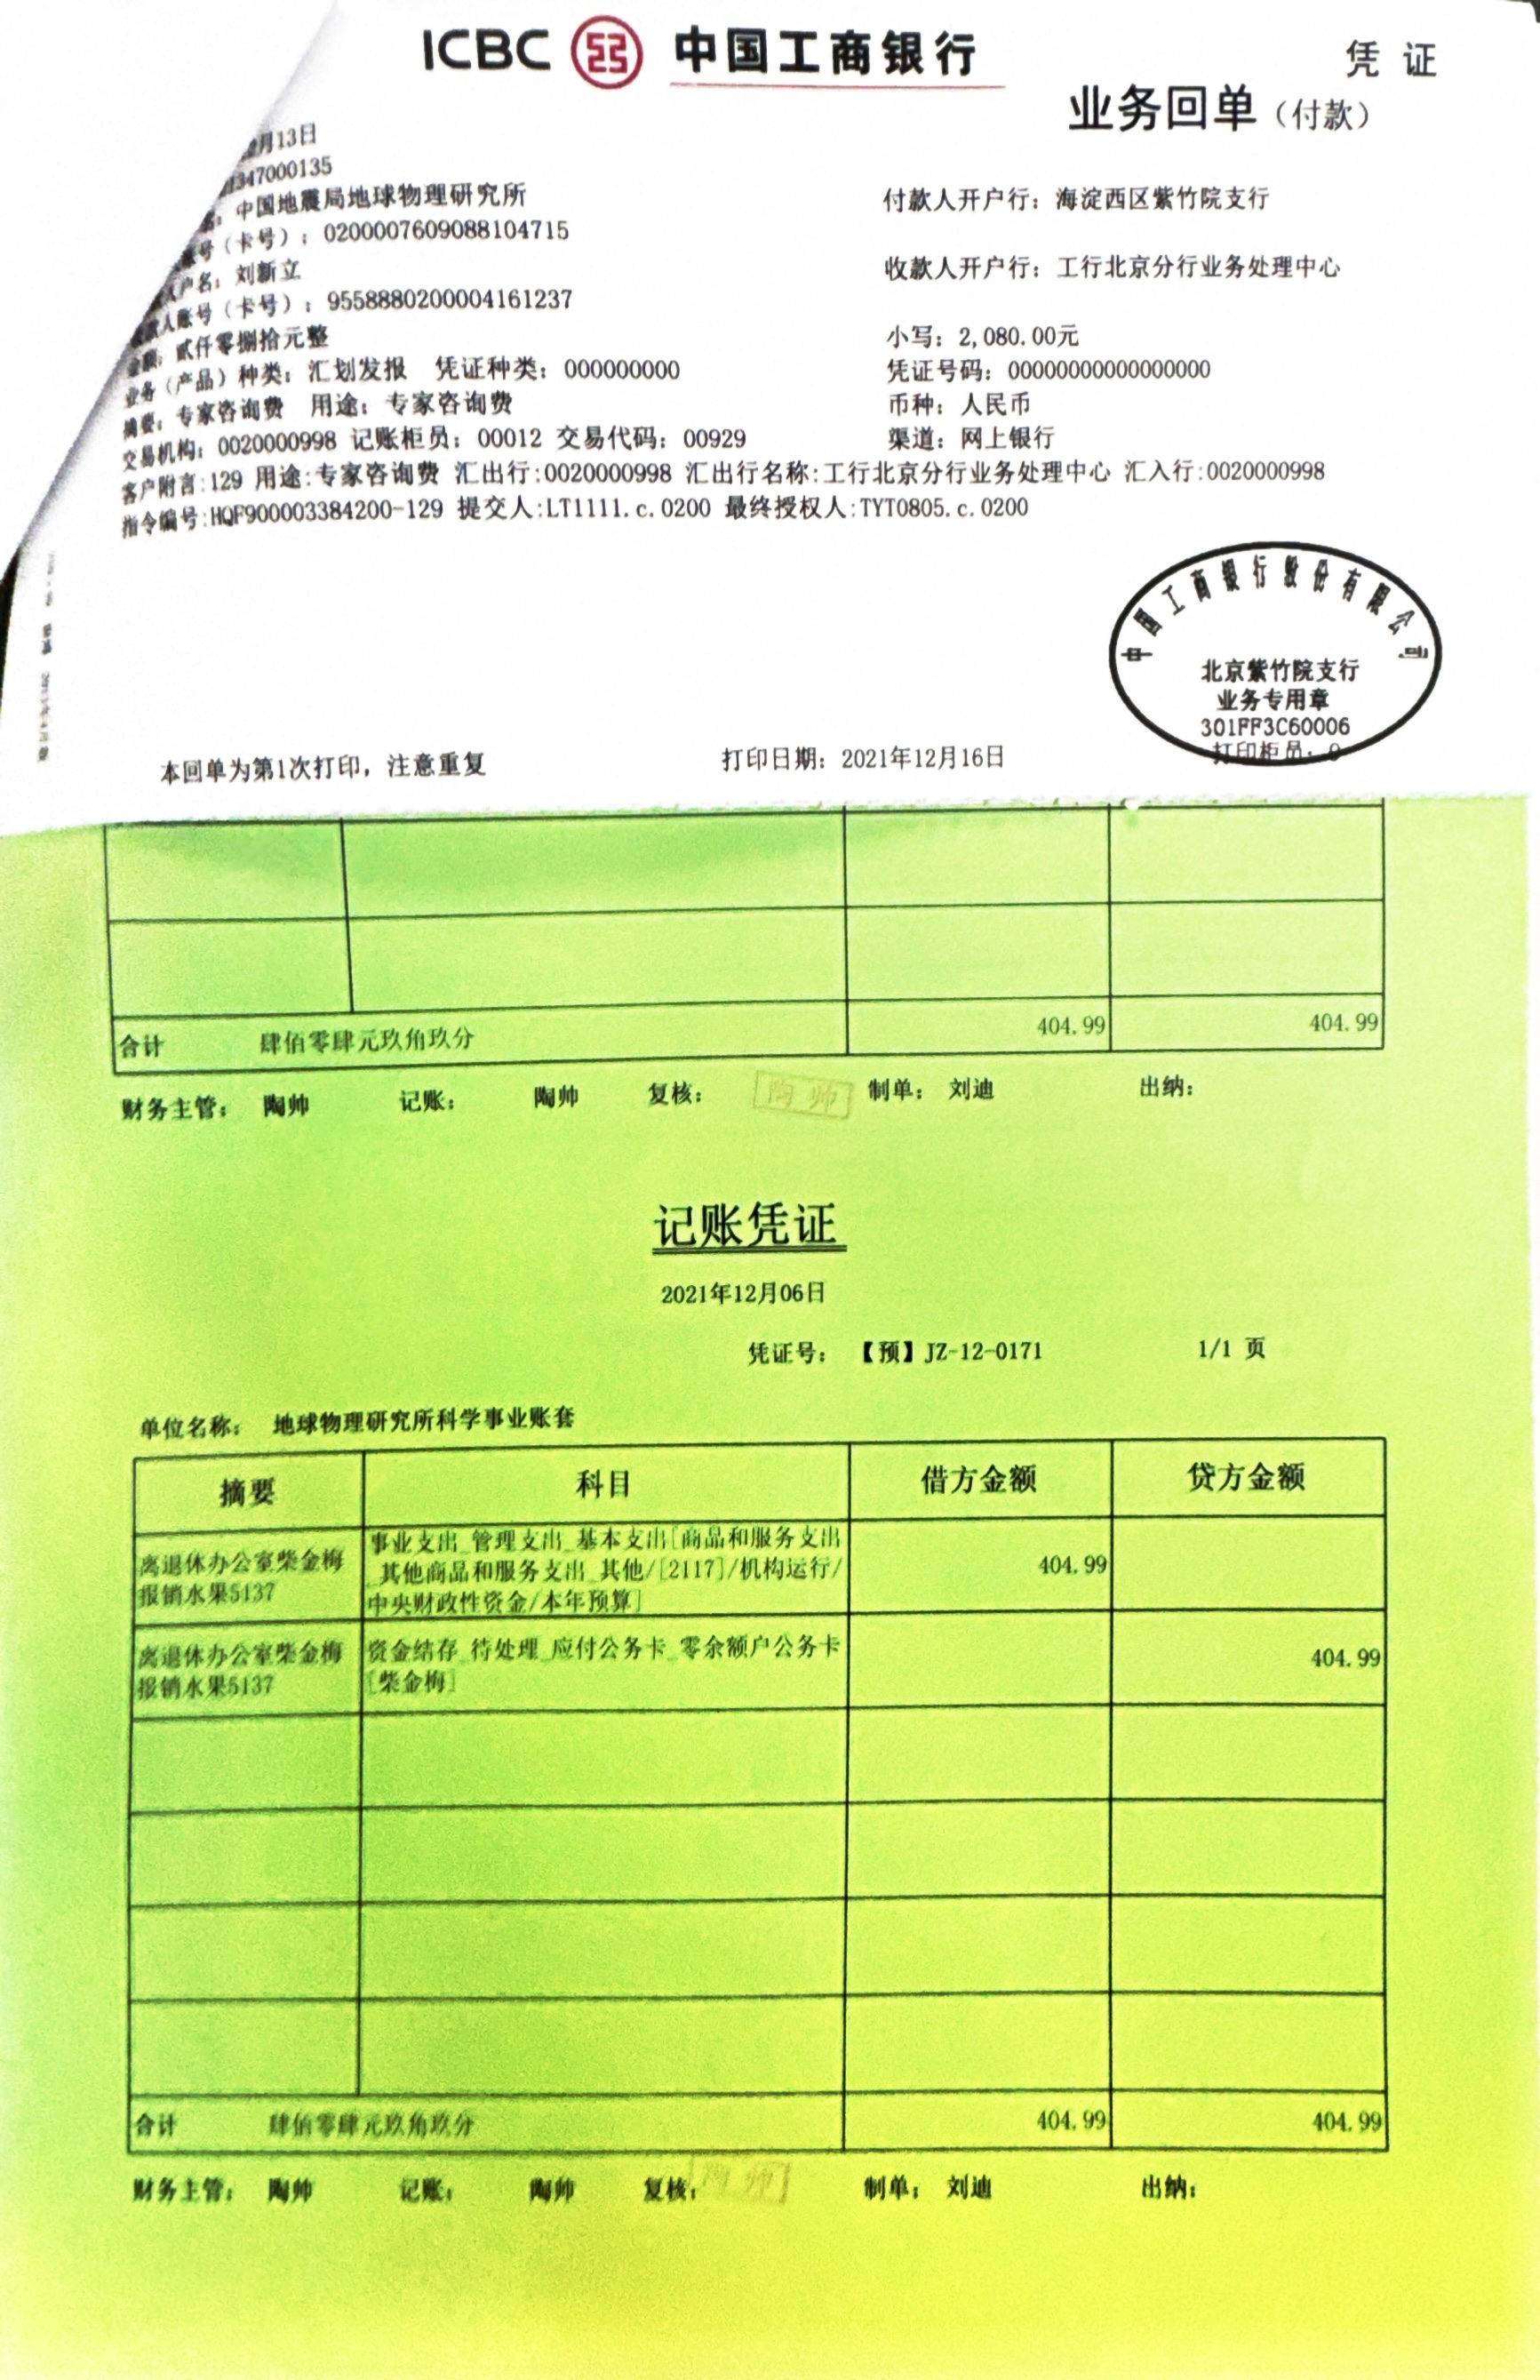 ICBC 中国工商银行
凭 证
业务回单（付款）
月13日
347000135
中国地震局地球物理研究所 付款人开户行：海淀西区紫竹院支行
号（卡号）：0200007609088104715
户名：刘新立 收款人开户行：工行北京分行业务处理中心
人账号（卡号）：9558880200004161237
金额：贰仟零捌拾元整 小写：2,080.00元
业务（产品）种类：汇划发报 凭证种类：000000000 凭证号码：00000000000000000
摘要：专家咨询费 用途：专家咨询费 币种：人民币
交易机构：0020000998 记账柜员：00012 交易代码：00929 渠道：网上银行
客户附言:129 用途:专家咨询费 汇出行:0020000998 汇出行名称:工行北京分行业务处理中心 汇入行:0020000998
指令编号:HQF900003384200-129 提交人:LT1111.c.0200 最终授权人:TYT0805.c.0200
中国工商银行股份有限公司
北京紫竹院支行
业务专用章
301FF3C60006
本回单为第1次打印，注意重复 打印日期：2021年12月16日 打印柜员：9
合计 肆佰零肆元玖角玖分 404.99 404.99
财务主管： 陶帅 记账： 陶帅 复核： 陶帅 制单： 刘迪 出纳：
记账凭证
2021年12月06日
凭证号： 【预】JZ-12-0171 1/1 页
单位名称： 地球物理研究所科学事业账套
摘要 科目 借方金额 贷方金额
离退休办公室柴金梅
报销水果5137
事业支出_管理支出_基本支出[商品和服务支出
_其他商品和服务支出_其他/[2117]/机构运行/
中央财政性资金/本年预算]
404.99
离退休办公室柴金梅
报销水果5137
资金结存_待处理_应付公务卡_零余额户公务卡
[柴金梅]
404.99
合计 肆佰零肆元玖角玖分 404.99 404.99
财务主管： 陶帅 记账： 陶帅 复核： 陶帅 制单： 刘迪 出纳：